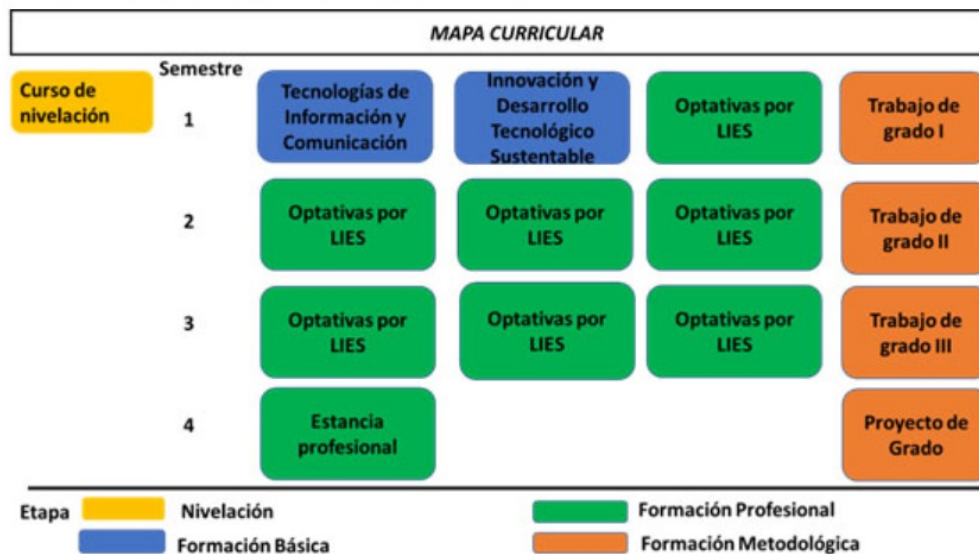 MAPA CURRICULAR
Semestre
Curso de
nivelación
1
Tecnologías de
Información y
Comunicación
Innovación y
Desarrollo
Tecnológico
Sustentable
Optativas por
LIES
Trabajo de
grado I
2
Optativas por
LIES
Optativas por
LIES
Optativas por
LIES
Trabajo de
grado II
3
Optativas por
LIES
Optativas por
LIES
Optativas por
LIES
Trabajo de
grado III
4
Estancia
profesional
Proyecto de
Grado
Etapa
Nivelación
Formación Profesional
Formación Básica
Formación Metodológica